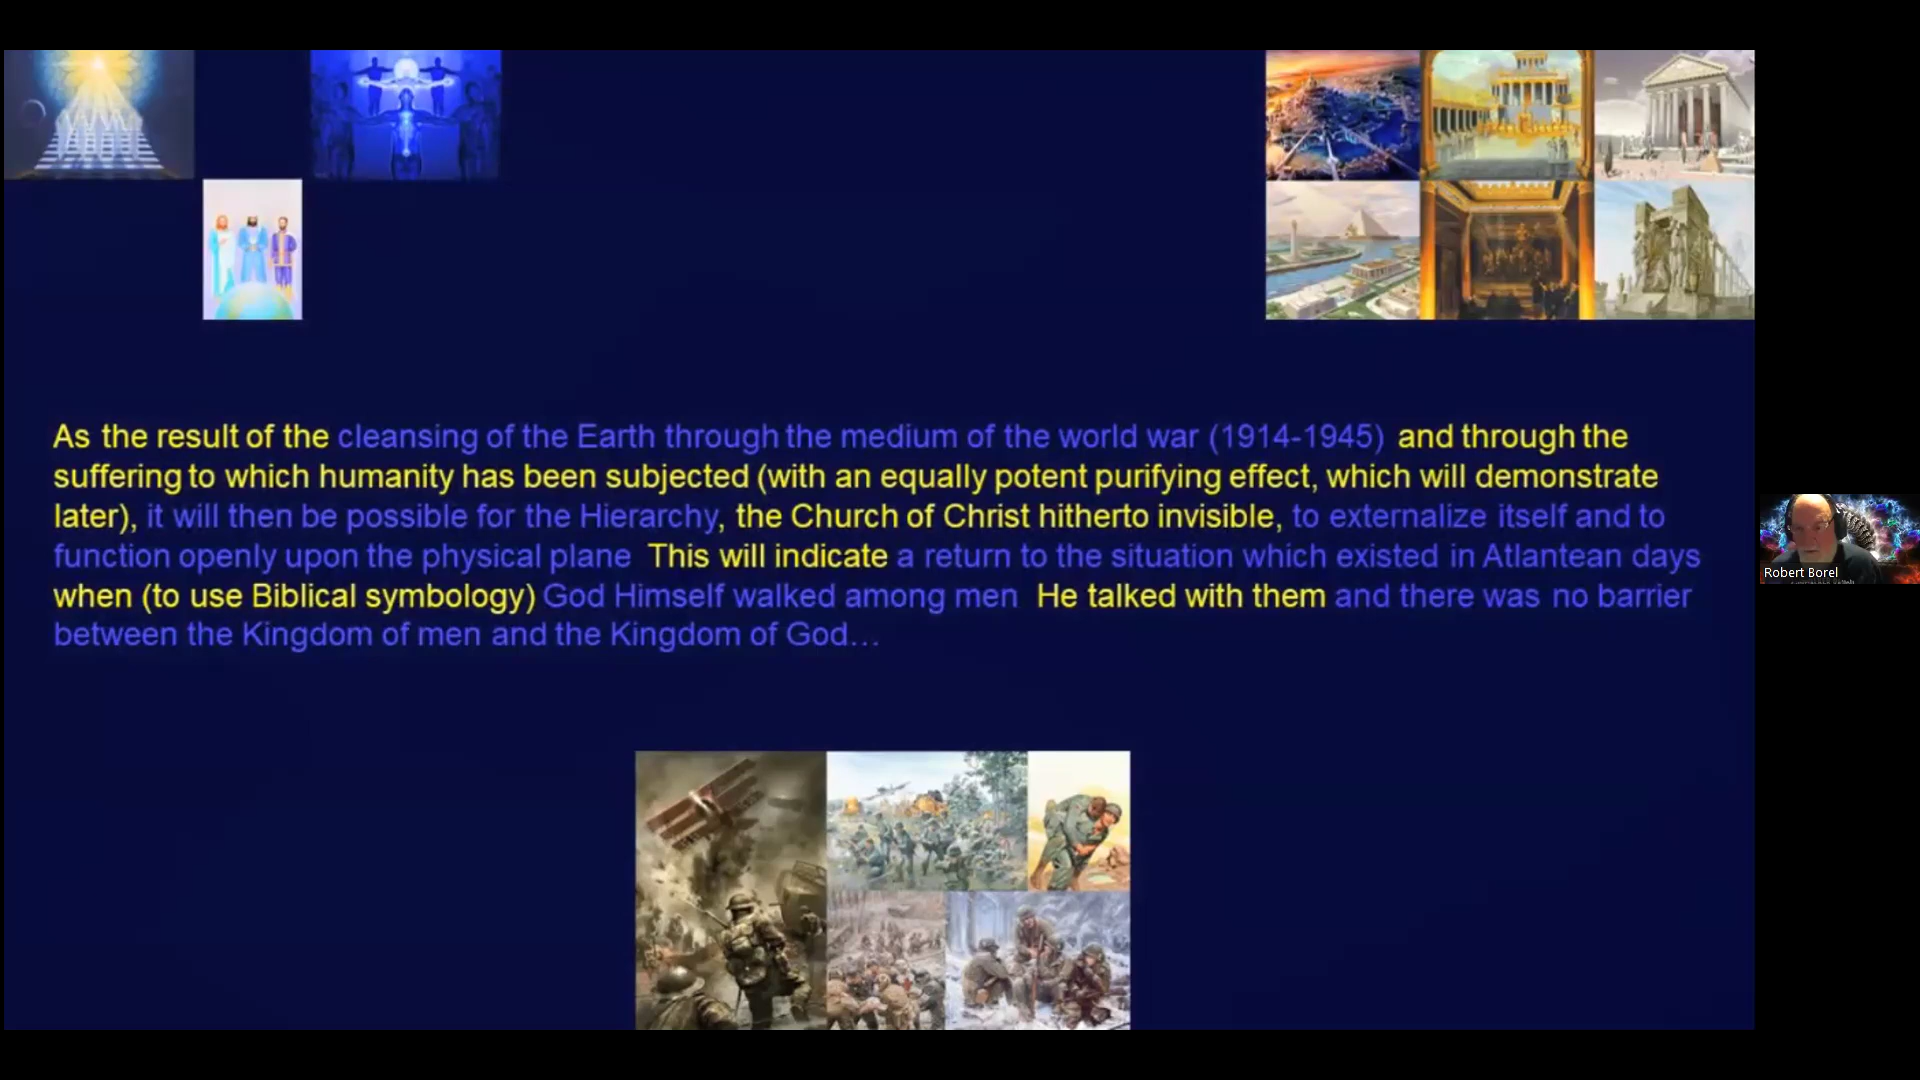 As the result of the cleansing of the Earth through the medium of the world war (1914-1945) and through the
suffering to which humanity has been subjected (with an equally potent purifying effect, which will demonstrate
later), it will then be possible for the Hierarchy, the Church of Christ hitherto invisible, to externalize itself and to
function openly upon the physical plane This will indicate a return to the situation which existed in Atlantean days
when (to use Biblical symbology) God Himself walked among men He talked with them and there was no barrier
between the Kingdom of men and the Kingdom of God…
Robert Borel